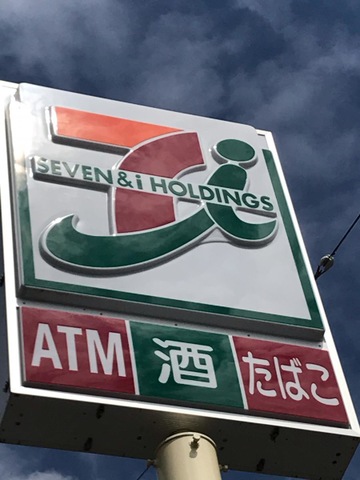 SEVEN&i HOLDINGS
ATM 酒 たばこ